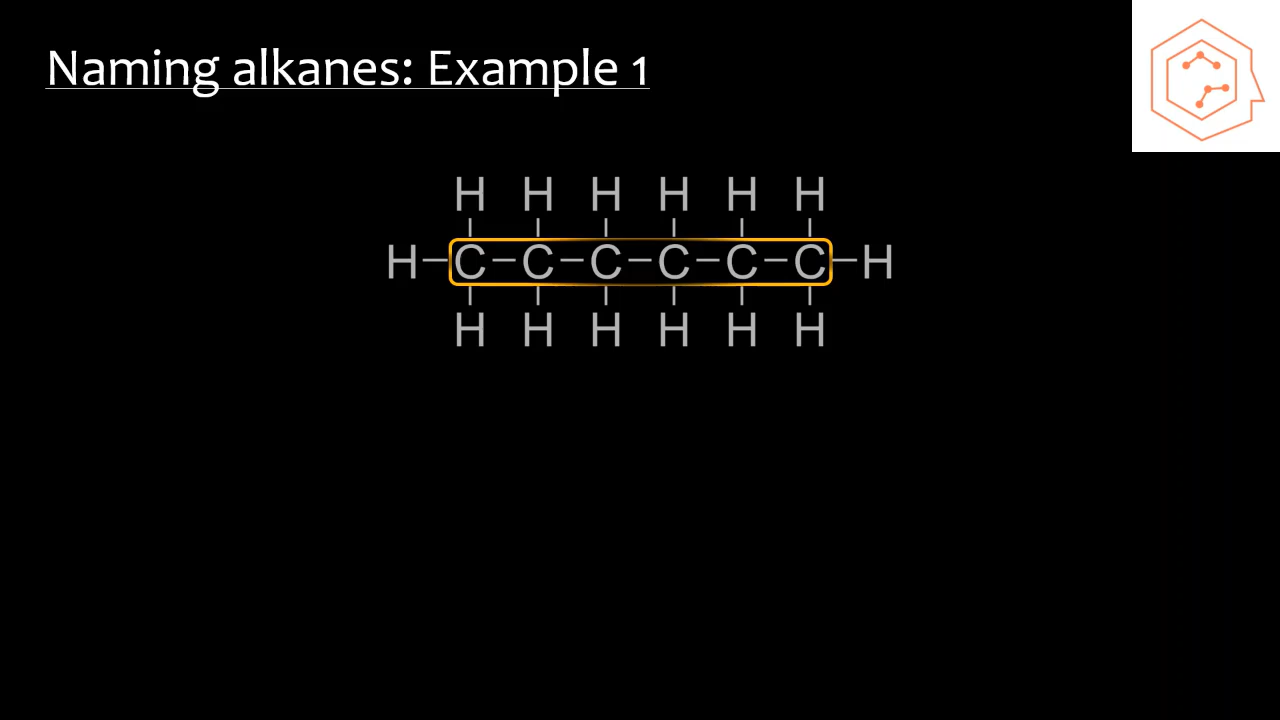 Naming alkanes: Example 1
H H H H H H
H–C–C–C–C–C–C–H
H H H H H H